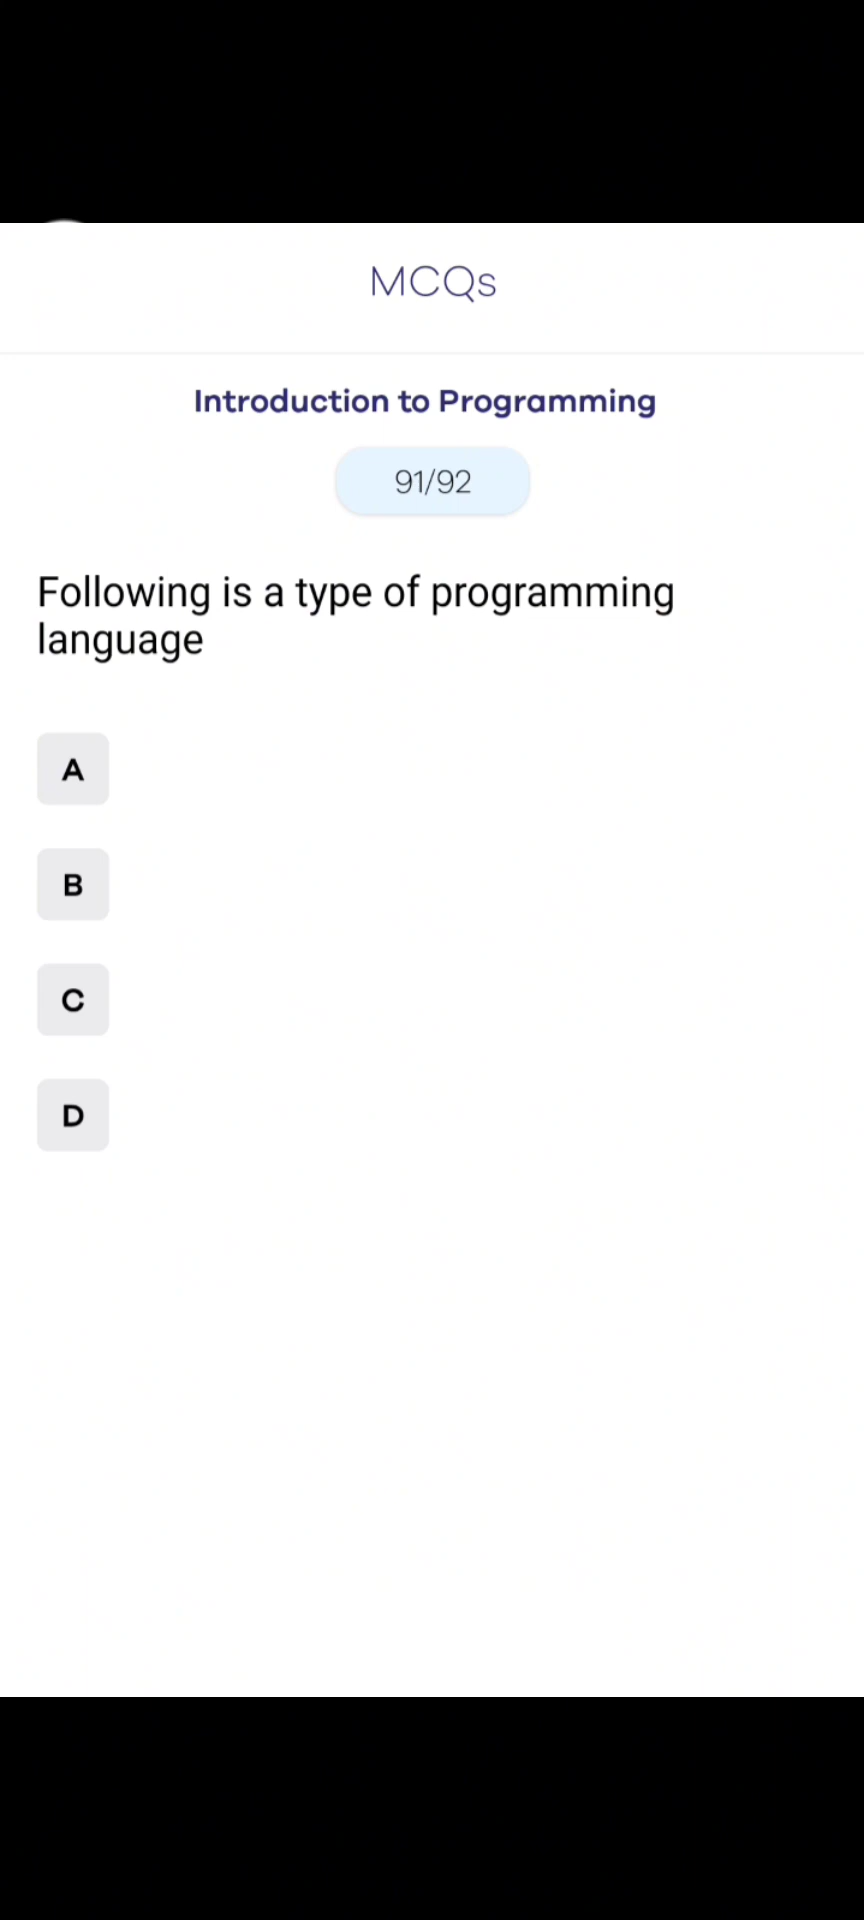 MCQs
Introduction to Programming
91/92
Following is a type of programming
language
A
B
C
D